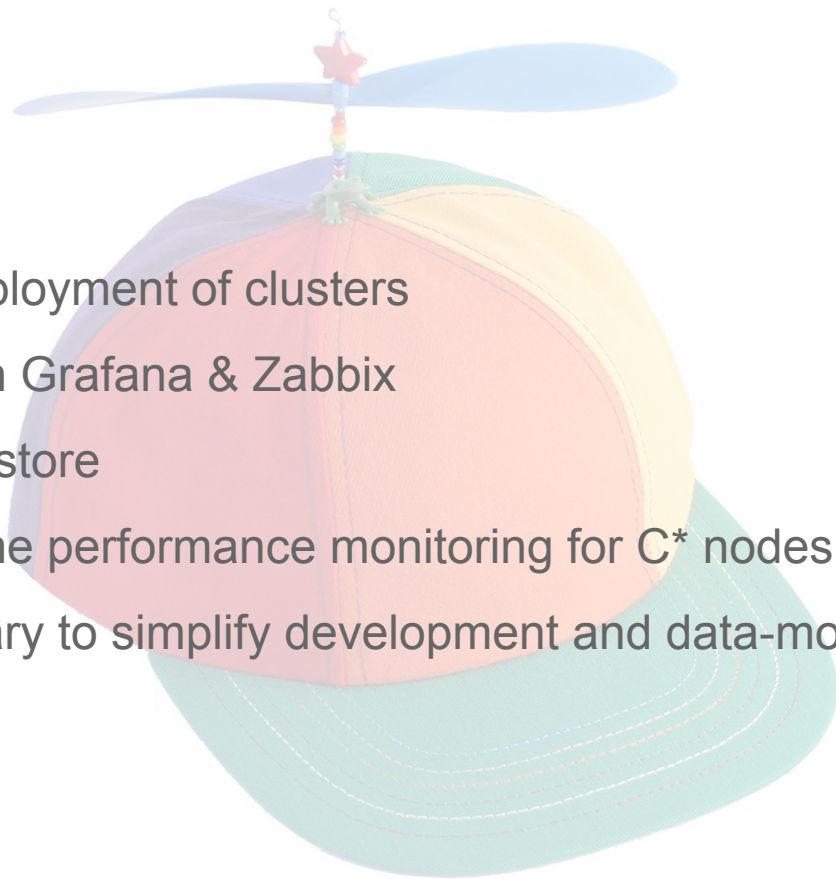 ployment of clusters
n Grafana & Zabbix
store
ne performance monitoring for C* nodes
ary to simplify development and data-mo